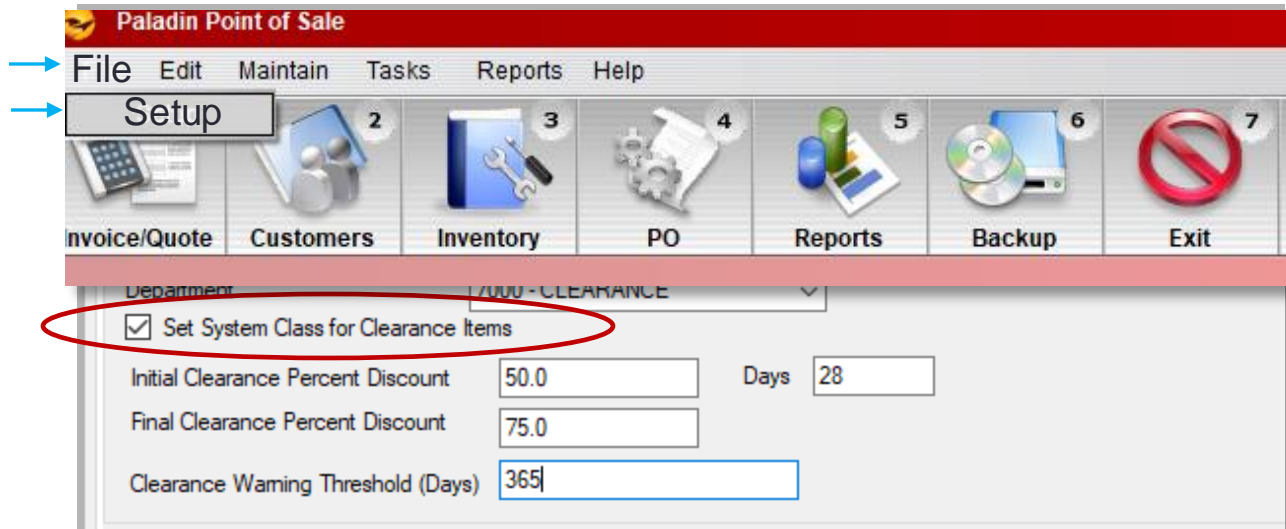 Paladin Point of Sale
File Edit Maintain Tasks Reports Help
Setup 2 3 4 5 6 7
Invoice/Quote Customers Inventory PO Reports Backup Exit
Department 7000 - CLEARANCE
Set System Class for Clearance Items
Initial Clearance Percent Discount 50.0 Days 28
Final Clearance Percent Discount 75.0
Clearance Warning Threshold (Days) 365